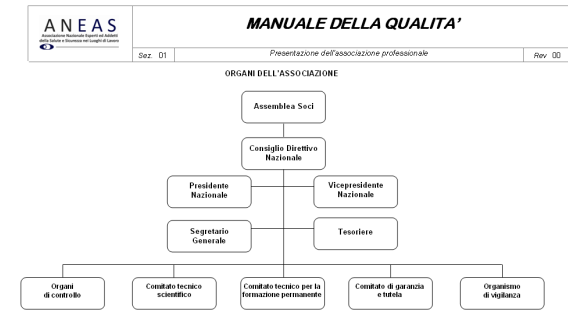 ANEAS
Associazione Nazionale Esperti ed Addetti
della Salute e Sicurezza nei Luoghi di Lavoro
MANUALE DELLA QUALITA'
Sez. 01
Presentazione dell'associazione professionale
Rev 00
ORGANI DELL'ASSOCIAZIONE
Assemblea Soci
Consiglio Direttivo
Nazionale
Presidente
Nazionale
Vicepresidente
Nazionale
Segretario
Generale
Tesoriere
Organi
di controllo
Comitato tecnico
scientifico
Comitato tecnico per la
formazione permanente
Comitato di garanzia
e tutela
Organismo
di vigilanza